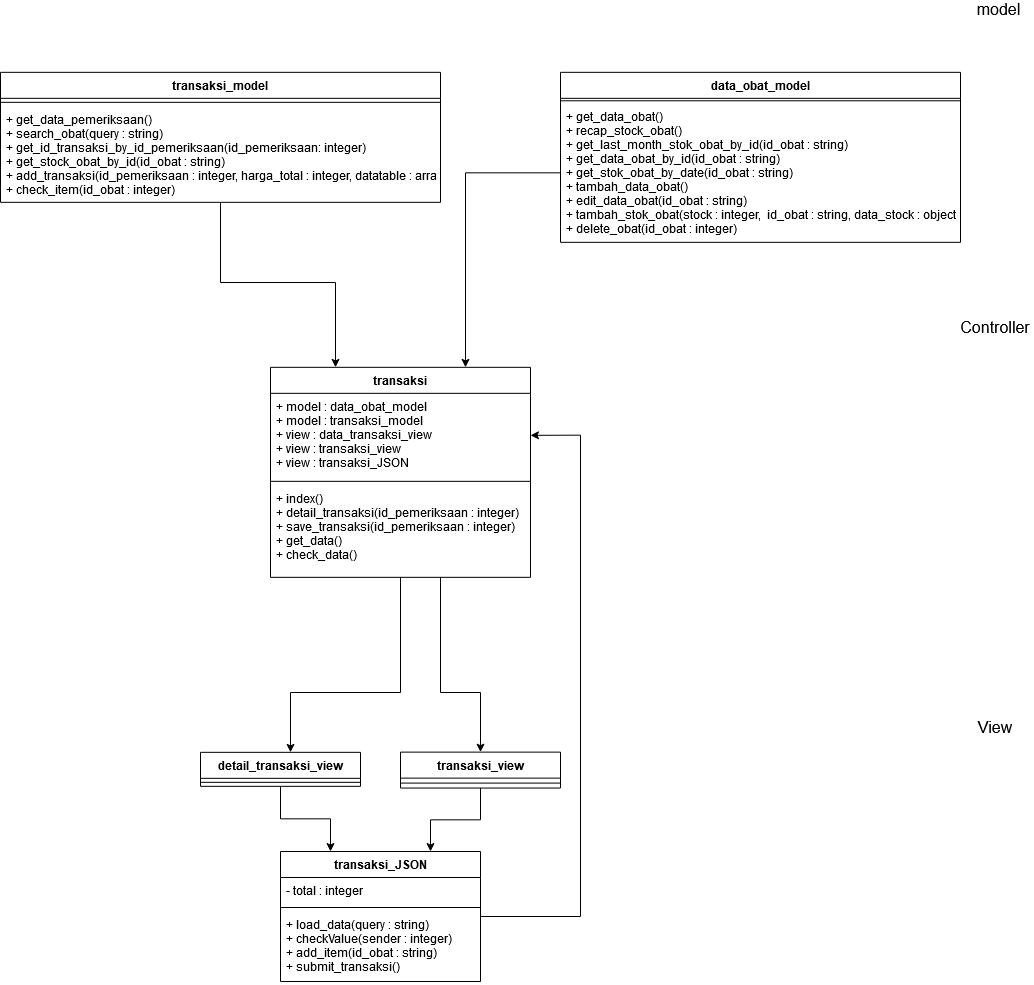 model
transaksi_model
+ get_data_pemeriksaan()
+ search_obat(query : string)
+ get_id_transaksi_by_id_pemeriksaan(id_pemeriksaan: integer)
+ get_stock_obat_by_id(id_obat : string)
+ add_transaksi(id_pemeriksaan : integer, harga_total : integer, datatable : arra
+ check_item(id_obat : integer)
data_obat_model
+ get_data_obat()
+ recap_stock_obat()
+ get_last_month_stok_obat_by_id(id_obat : string)
+ get_data_obat_by_id(id_obat : string)
+ get_stok_obat_by_date(id_obat : string)
+ tambah_data_obat()
+ edit_data_obat(id_obat : string)
+ tambah_stok_obat(stock : integer, id_obat : string, data_stock : object
+ delete_obat(id_obat : integer)
Controller
transaksi
+ model : data_obat_model
+ model : transaksi_model
+ view : data_transaksi_view
+ view : transaksi_view
+ view : transaksi_JSON
+ index()
+ detail_transaksi(id_pemeriksaan : integer)
+ save_transaksi(id_pemeriksaan : integer)
+ get_data()
+ check_data()
View
detail_transaksi_view
transaksi_view
transaksi_JSON
- total : integer
+ load_data(query : string)
+ checkValue(sender : integer)
+ add_item(id_obat : string)
+ submit_transaksi()